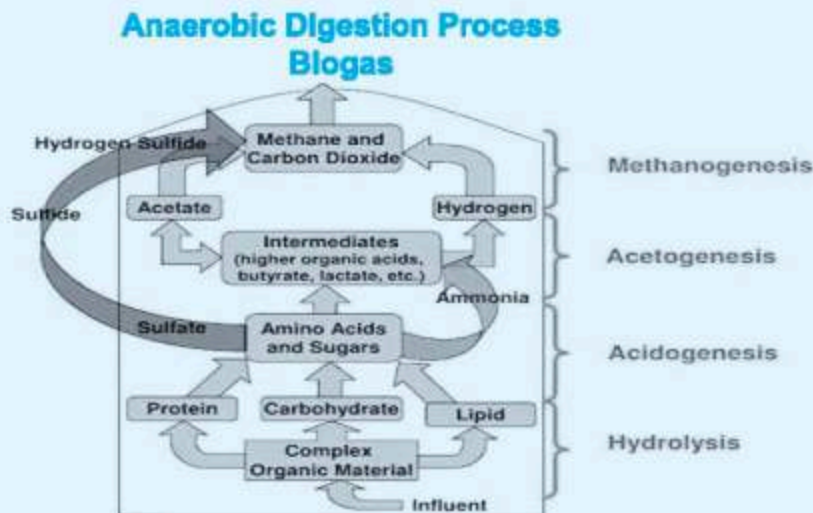 Anaerobic DIgestion Process
BIogas
Hydrogen Sulfide
Methane and
Carbon Dioxide
Methanogenesis
Sulfide
Acetate
Hydrogen
Intermediates
(higher organic acids,
butyrate, lactate, etc.)
Acetogenesis
Ammonia
Sulfate
Amino Acids
and Sugars
Acidogenesis
Protein
Carbohydrate
Lipid
Hydrolysis
Complex
Organic Material
Influent